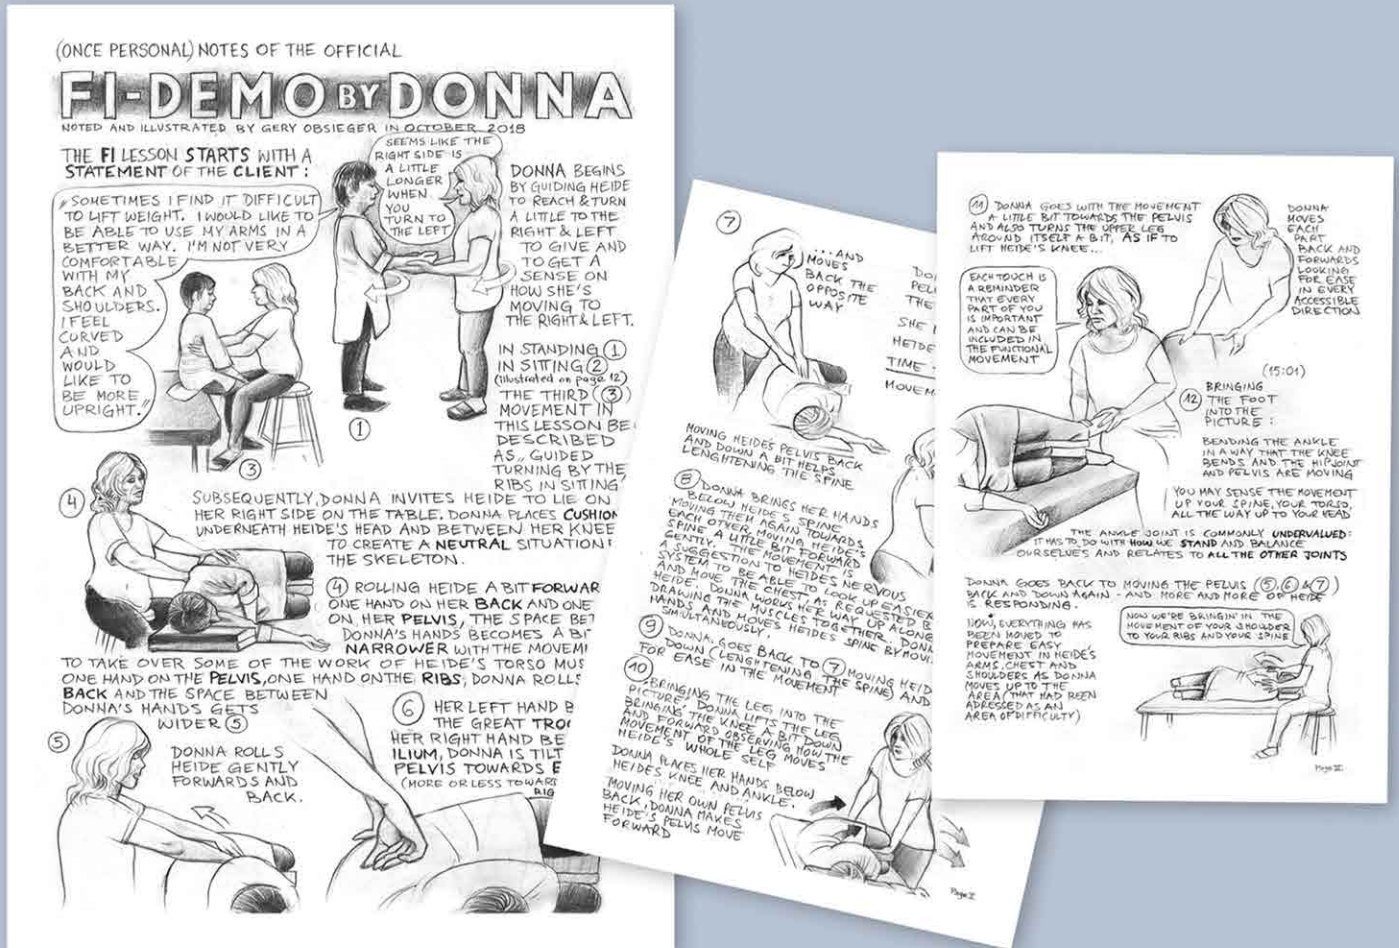 (ONCE PERSONAL) NOTES OF THE OFFICIAL
FI-DEMO BY DONNA
NOTED AND ILLUSTRATED BY GERY OBSIEGER IN OCTOBER 2018
THE FI LESSON STARTS WITH A
STATEMENT OF THE CLIENT:
"SOMETIMES I FIND IT DIFFICULT
TO LIFT WEIGHT. I WOULD LIKE TO
BE ABLE TO USE MY ARMS IN A
BETTER WAY. I'M NOT VERY
COMFORTABLE
WITH MY
BACK AND
SHOULDERS.
I FEEL
CURVED
AND
WOULD
LIKE TO
BE MORE
UPRIGHT."
SEEMS LIKE THE
RIGHT SIDE IS
A LITTLE
LONGER
WHEN
YOU
TURN TO
THE LEFT
DONNA BEGINS
BY GUIDING HEIDE
TO REACH & TURN
A LITTLE TO THE
RIGHT & LEFT
TO GIVE AND
TO GET A
SENSE ON
HOW SHE'S
MOVING TO
THE RIGHT & LEFT.
IN STANDING ①
IN SITTING ②
(illustrated on page 12)
THE THIRD (③)
MOVEMENT IN
THIS LESSON BE
DESCRIBED
AS „GUIDED
TURNING BY THE
RIBS IN SITTING
①
③
④
SUBSEQUENTLY, DONNA INVITES HEIDE TO LIE ON
HER RIGHT SIDE ON THE TABLE. DONNA PLACES CUSHION
UNDERNEATH HEIDE'S HEAD AND BETWEEN HER KNEE
TO CREATE A NEUTRAL SITUATION
THE SKELETON.
④ ROLLING HEIDE A BIT FORWAR
ONE HAND ON HER BACK AND ONE
ON HER PELVIS, THE SPACE BET
DONNA'S HANDS BECOMES A BI
NARROWER WITH THE MOVEM
TO TAKE OVER SOME OF THE WORK OF HEIDE'S TORSO MUS
ONE HAND ON THE PELVIS, ONE HAND ON THE RIBS, DONNA ROLLS
BACK AND THE SPACE BETWEEN
DONNA'S HANDS GETS
WIDER ⑤
⑤
DONNA ROLLS
HEIDE GENTLY
FORWARDS AND
BACK.
⑥ HER LEFT HAND B
THE GREAT TRO
HER RIGHT HAND BE
ILIUM, DONNA IS TILT
PELVIS TOWARDS
(MORE OR LESS TOWAR
RIG
⑦
...AND
MOVES
BACK THE
OPPOSITE
WAY
DO
PEL
THE
SHE
HEIDE
TIME
MOVEM
MOVING HEIDE'S PELVIS BACK
AND DOWN A BIT HELPS
LENGHTENING THE SPINE
⑧ DONNA BRINGS HER HANDS
BELOW HEIDE'S SPINE
MOVING THEM AGAIN TOWARDS
EACH OTHER, MOVING HEIDE'S
SPINE A LITTLE BIT FORWARD
GENTLY. THE MOVEMENT IS
A SUGGESTION TO HEIDES NERVOUS
SYSTEM TO BE ABLE TO LOOK UP EASIER
AND MOVE THE CHEST AS REQUESTED B
HEIDE. DONNA WORKS HER WAY UP ALONG
DRAWING THE MUSCLES TOGETHER. DONN
HANDS AND MOVES HEIDES SPINE BY MOVI
SIMULTANEOUSLY.
⑨ DONNA GOES BACK TO ⑦ MOVING HEID
DOWN (LENGHTENING THE SPINE) AND
FOR EASE IN THE MOVEMENT
⑩ "BRINGING THE LEG INTO THE
PICTURE". DONNA LIFTS THE LEG
BRINGING THE KNEE A BIT DOWN
AND FORWARD OBSERVING HOW THE
MOVEMENT OF THE LEG MOVES
HEIDE'S WHOLE SELF
DONNA PLACES HER HANDS BELOW
HEIDES KNEE AND ANKLE.
MOVING HER OWN PELVIS
BACK, DONNA MAKES
HEIDE'S PELVIS MOVE
FORWARD
⑪ DONNA GOES WITH THE MOVEMENT
A LITTLE BIT TOWARDS THE PELVIS
AND ALSO TURNS THE UPPER LEG
AROUND ITSELF A BIT, AS IF TO
LIFT HEIDE'S KNEE...
DONNA
MOVES
EACH
PART
BACK AND
FORWARDS
LOOKING
FOR EASE
IN EVERY
ACCESSIBLE
DIRECTION
EACH TOUCH IS
A REMINDER
THAT EVERY
PART OF YOU
IS IMPORTANT
AND CAN BE
INCLUDED IN
THE FUNCTIONAL
MOVEMENT
(15:01)
⑫ BRINGING
THE FOOT
INTO THE
PICTURE:
BENDING THE ANKLE
IN A WAY THAT THE KNEE
BENDS AND THE HIPJOINT
AND PELVIS ARE MOVING
YOU MAY SENSE THE MOVEMENT
UP YOUR SPINE, YOUR TORSO,
ALL THE WAY UP TO YOUR HEAD
THE ANKLE JOINT IS COMMONLY UNDERVALUED:
IT HAS TO DO WITH HOW WE STAND AND BALANCE
OURSELVES AND RELATES TO ALL THE OTHER JOINTS
DONNA GOES BACK TO MOVING THE PELVIS (⑤,⑥&⑦)
BACK AND DOWN AGAIN - AND MORE AND MORE OF HEIDE
IS RESPONDING.
NOW, EVERYTHING HAS
BEEN MOVED TO
PREPARE EASY
MOVEMENT IN HEIDE'S
ARMS, CHEST AND
SHOULDERS AS DONNA
MOVES UP TO THE
AREA (THAT HAD BEEN
ADRESSED AS AN
AREA OF DIFFICULTY)
NOW WE'RE BRINGIN' IN THE
MOVEMENT OF YOUR SHOULDER
TO YOUR RIBS AND YOUR SPINE